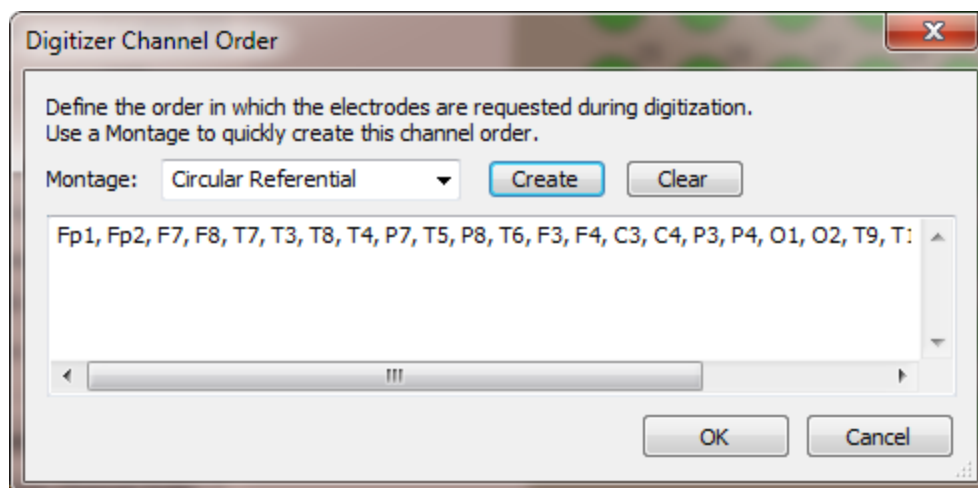 Digitizer Channel Order
Define the order in which the electrodes are requested during digitization.
Use a Montage to quickly create this channel order.
Montage: Circular Referential Create Clear
Fp1, Fp2, F7, F8, T7, T3, T8, T4, P7, T5, P8, T6, F3, F4, C3, C4, P3, P4, O1, O2, T9,
OK Cancel